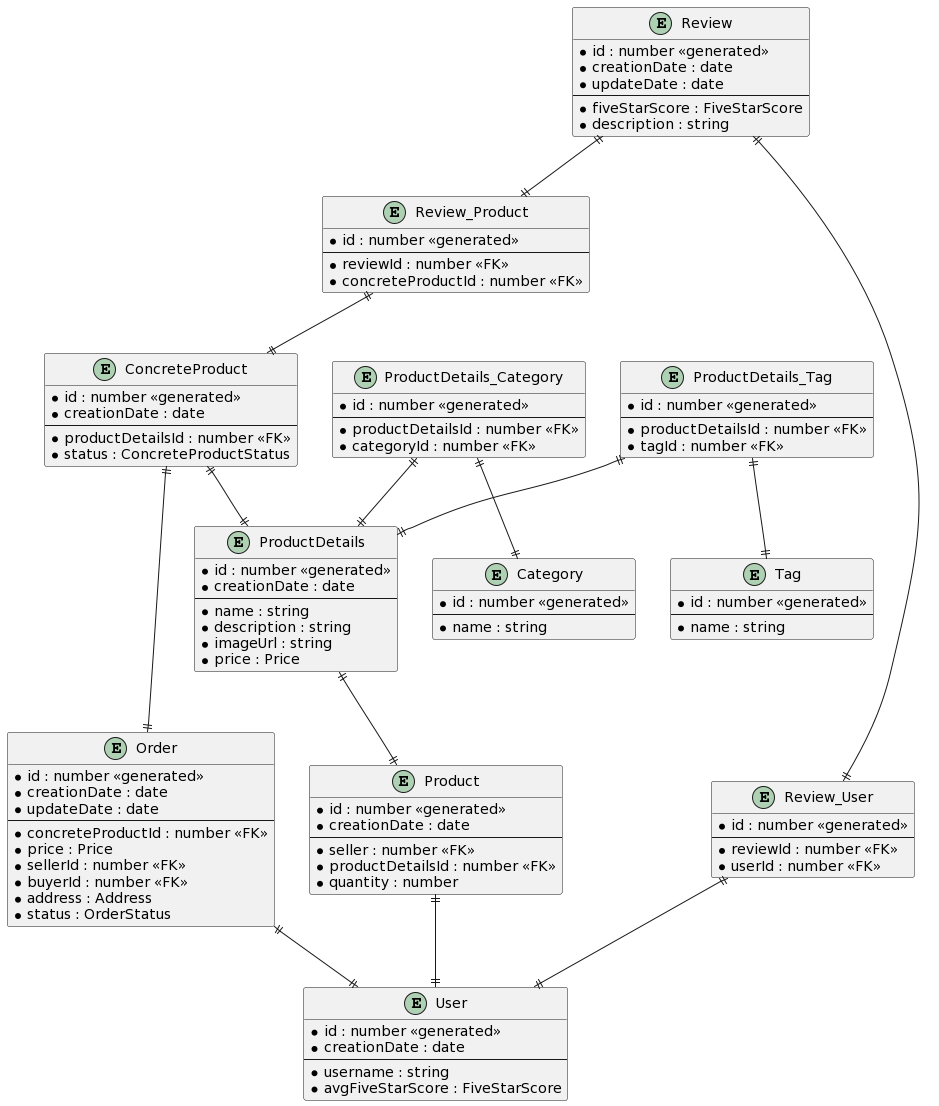 E Review
* id : number «generated»
* creationDate : date
* updateDate : date
* fiveStarScore : FiveStarScore
* description : string
E Review_Product
* id : number «generated»
* reviewId : number «FK»
* concreteProductId : number «FK»
E ConcreteProduct
* id : number «generated»
* creationDate : date
* productDetailsId : number «FK»
* status : ConcreteProductStatus
E ProductDetails_Category
* id : number «generated»
* productDetailsId : number «FK»
* categoryId : number «FK»
E ProductDetails_Tag
* id : number «generated»
* productDetailsId : number «FK»
* tagId : number «FK»
E ProductDetails
* id : number «generated»
* creationDate : date
* name : string
* description : string
* imageUrl : string
* price : Price
E Category
* id : number «generated»
* name : string
E Tag
* id : number «generated»
* name : string
E Order
* id : number «generated»
* creationDate : date
* updateDate : date
* concreteProductId : number «FK»
* price : Price
* sellerId : number «FK»
* buyerId : number «FK»
* address : Address
* status : OrderStatus
E Product
* id : number «generated»
* creationDate : date
* seller : number «FK»
* productDetailsId : number «FK»
* quantity : number
E Review_User
* id : number «generated»
* reviewId : number «FK»
* userId : number «FK»
E User
* id : number «generated»
* creationDate : date
* username : string
* avgFiveStarScore : FiveStarScore